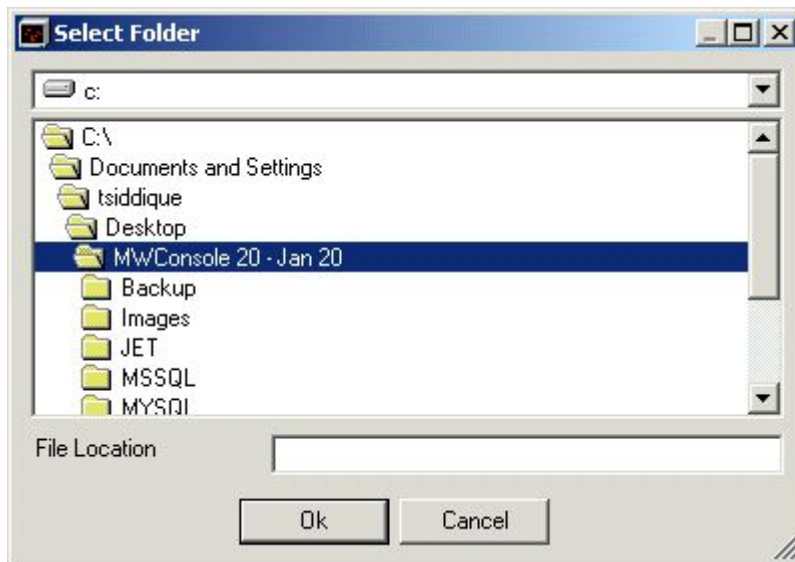 Select Folder
c:
C:\
Documents and Settings
tsiddique
Desktop
MWConsole 20 - Jan 20
Backup
Images
JET
MSSQL
MYSQL
File Location
Ok
Cancel